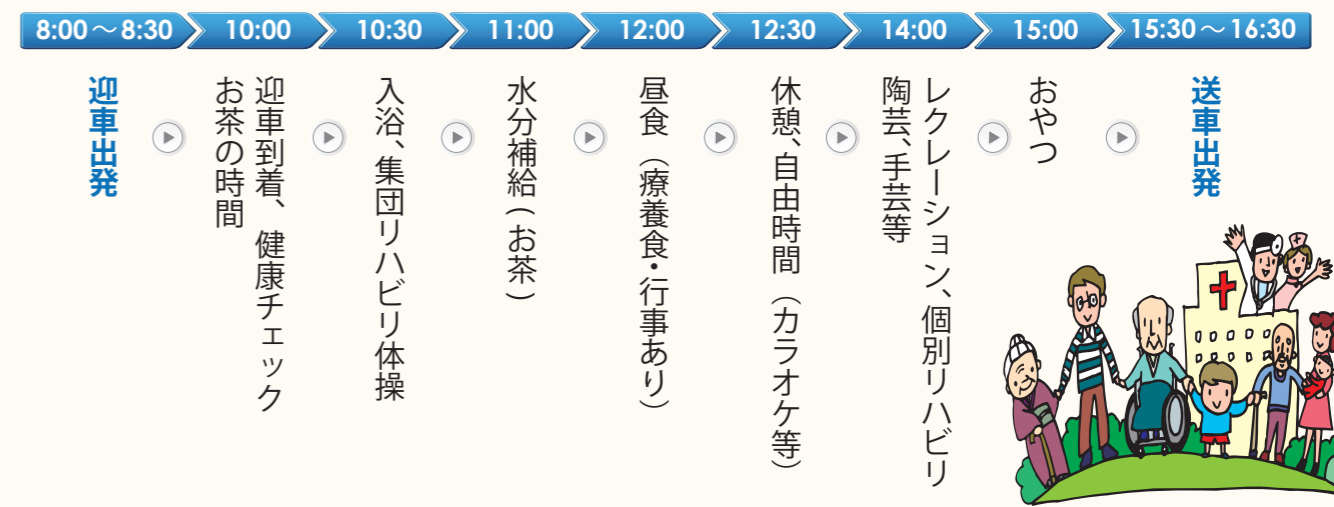 8:00～8:30
10:00
10:30
11:00
12:00
12:30
14:00
15:00
15:30～16:30
迎車出発
迎車到着、健康チェック
お茶の時間
入浴、集団リハビリ体操
水分補給（お茶）
昼食（療養食・行事あり）
休憩、自由時間（カラオケ等）
レクレーション、個別リハビリ
陶芸、手芸等
おやつ
送車出発